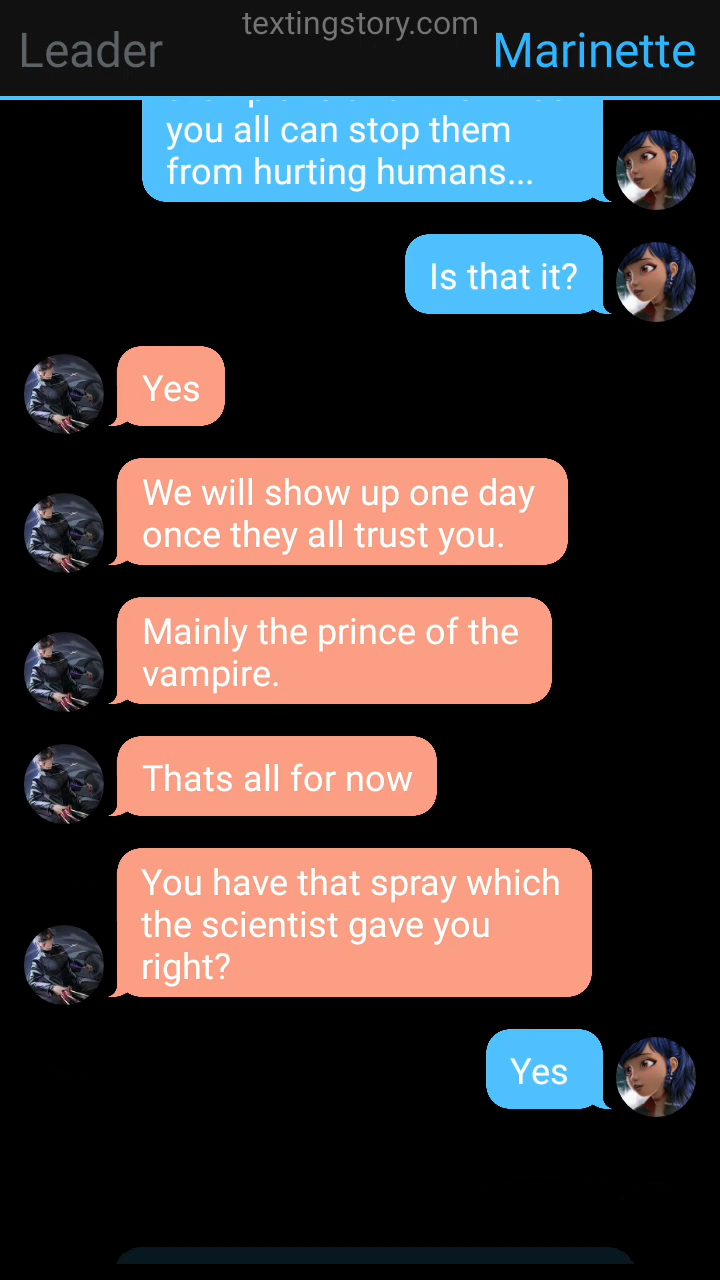 textingstory.com
Leader
Marinette
you all can stop them
from hurting humans...
Is that it?
Yes
We will show up one day
once they all trust you.
Mainly the prince of the
vampire.
Thats all for now
You have that spray which
the scientist gave you
right?
Yes